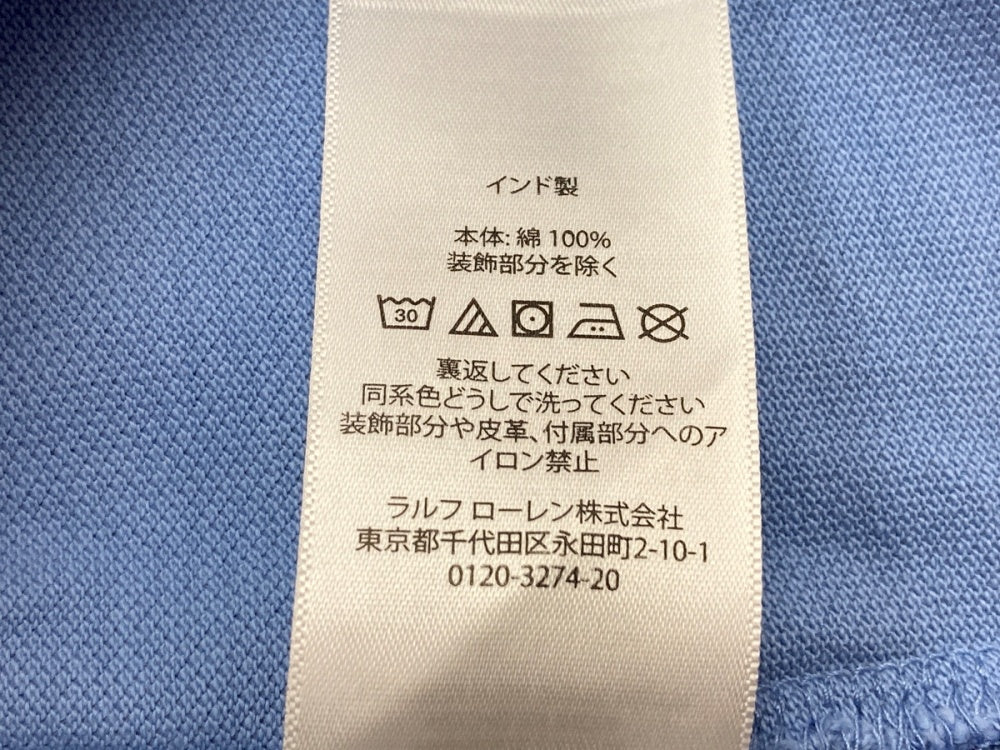 インド製
本体: 綿 100%
装飾部分を除く
30
裏返してください
同系色どうしで洗ってください
装飾部分や皮革、付属部分へのア
イロン禁止
ラルフ ローレン株式会社
東京都千代田区永田町2-10-1
0120-3274-20